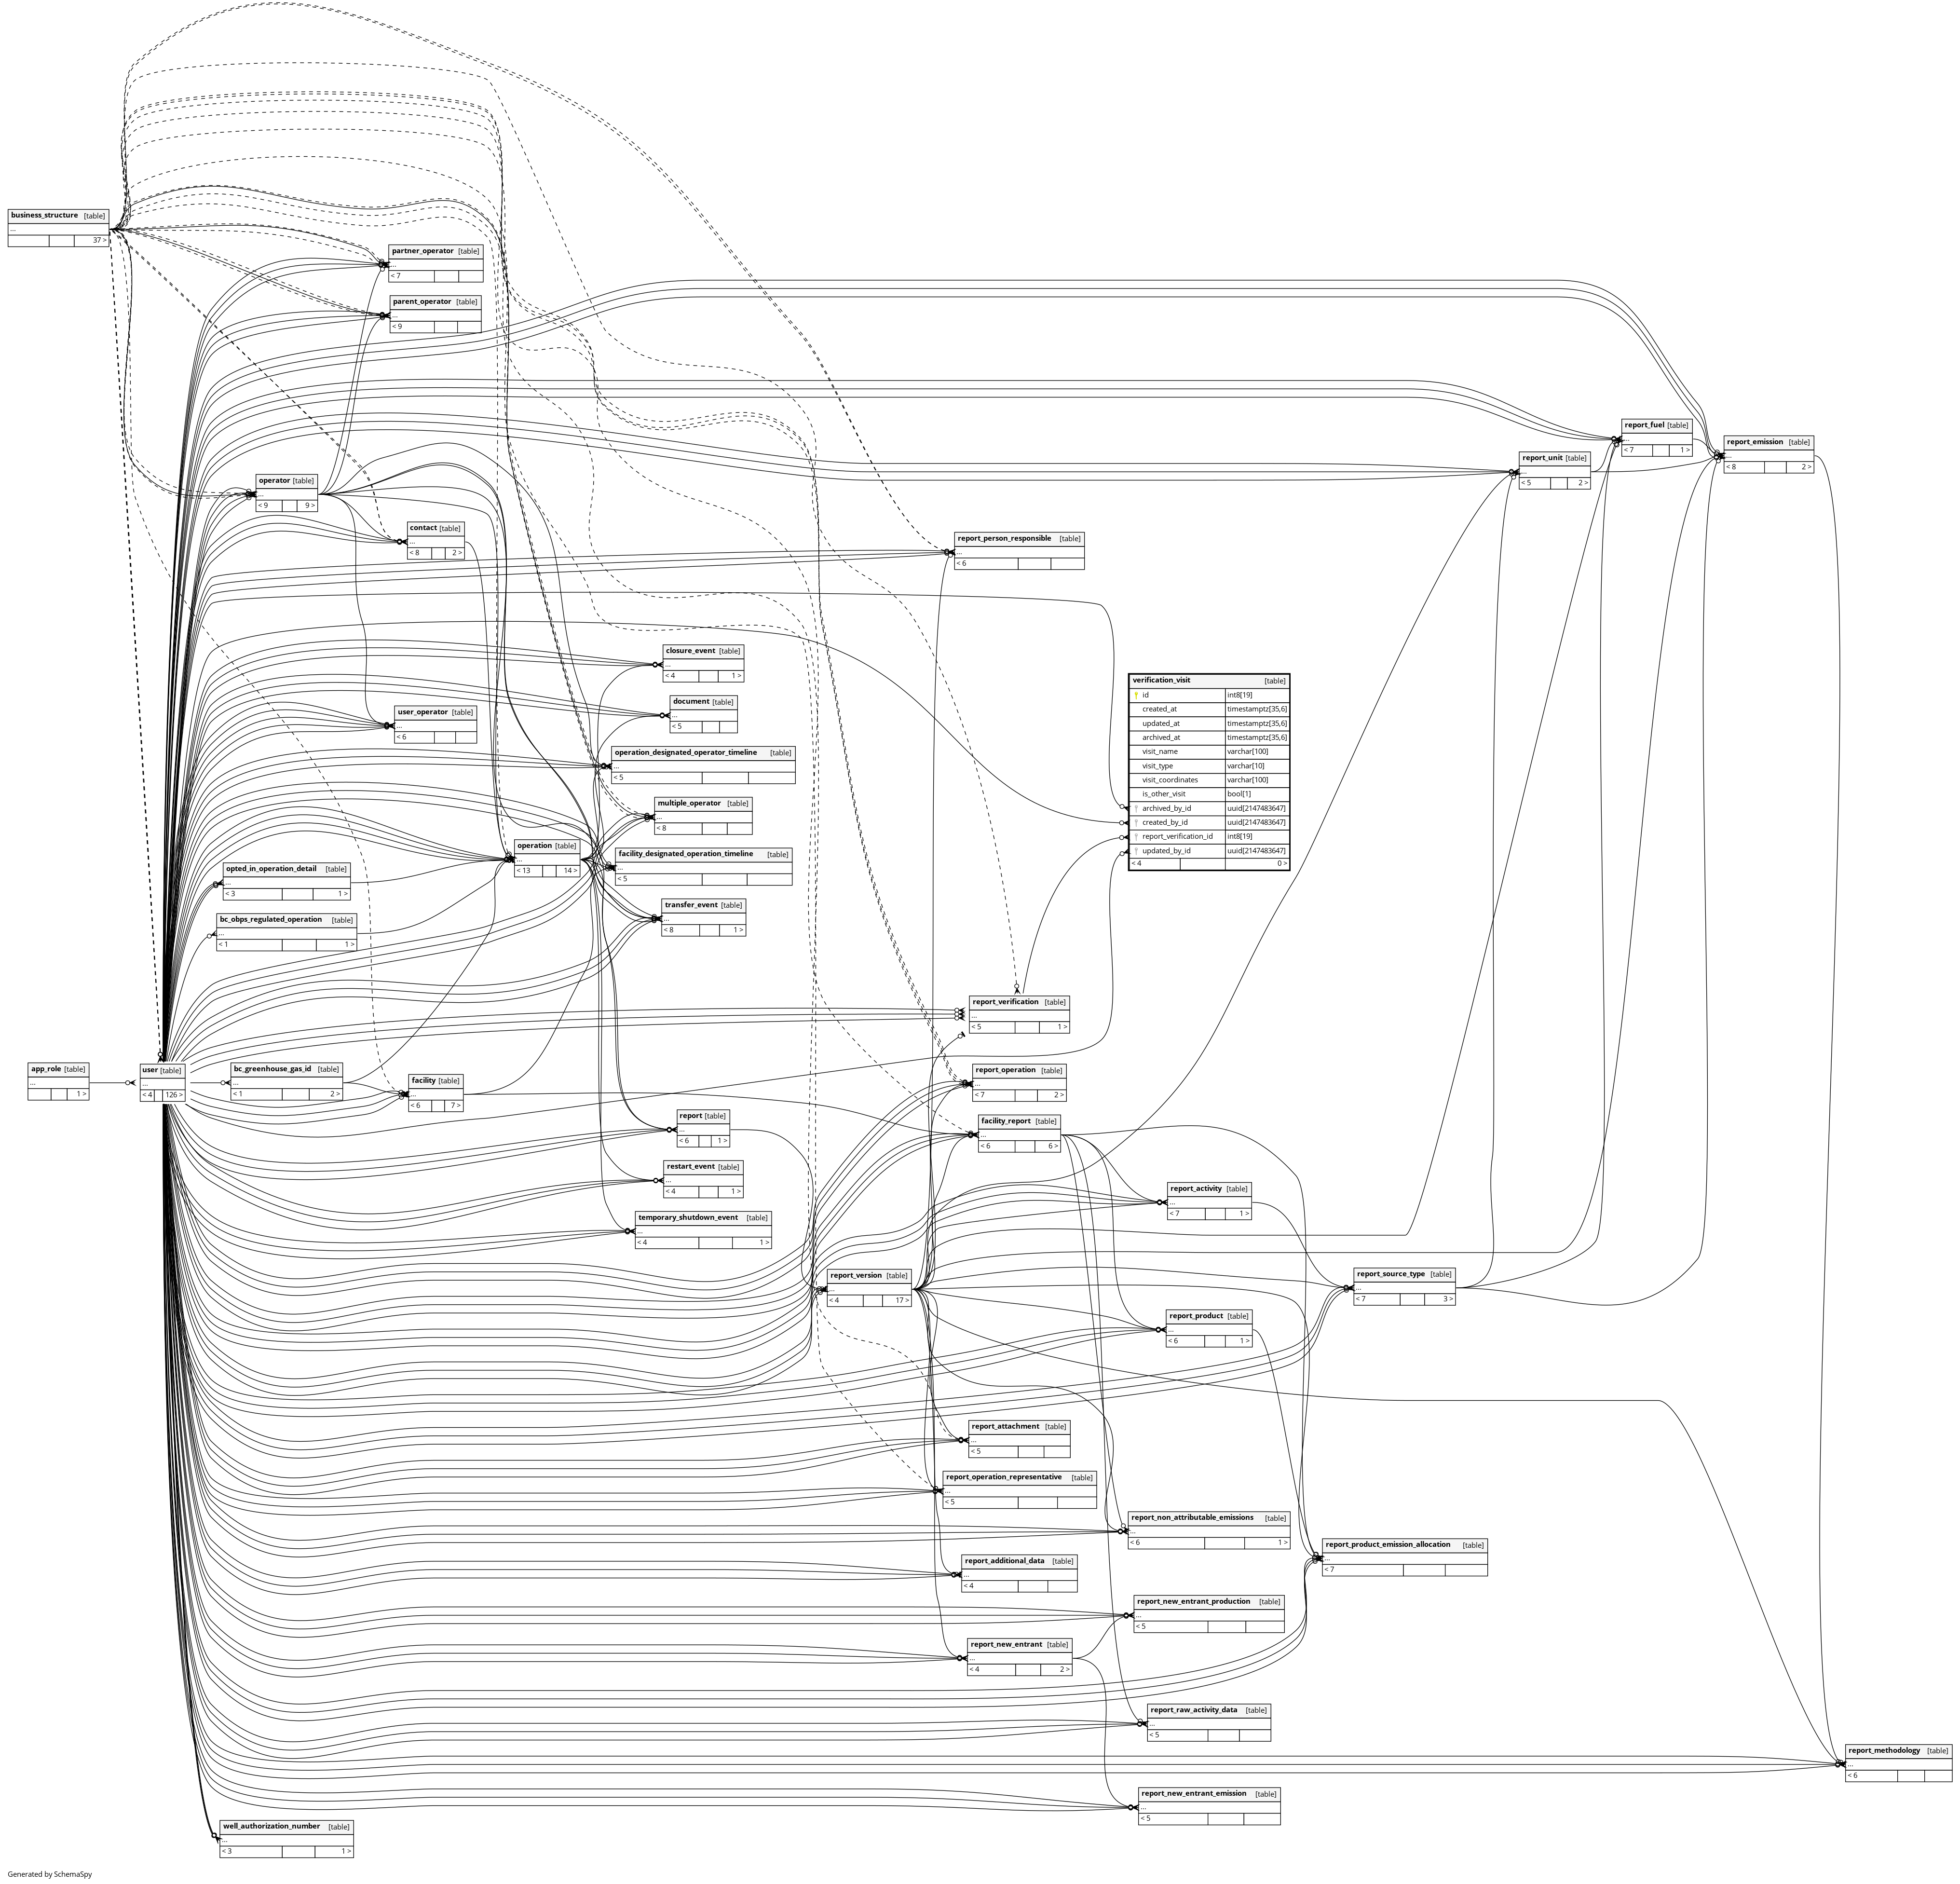 business_structure [table]
...
37 >
partner_operator [table]
...
< 7
parent_operator [table]
...
< 9
report_fuel [table]
...
< 7 1 >
report_emission [table]
...
< 8 2 >
report_unit [table]
...
< 5 2 >
operator [table]
...
< 9 9 >
contact [table]
...
< 8 2 >
report_person_responsible [table]
...
< 6
closure_event [table]
...
< 4 1 >
verification_visit [table]
id int8[19]
created_at timestamptz[35,6]
updated_at timestamptz[35,6]
archived_at timestamptz[35,6]
visit_name varchar[100]
visit_type varchar[10]
visit_coordinates varchar[100]
is_other_visit bool[1]
archived_by_id uuid[2147483647]
created_by_id uuid[2147483647]
report_verification_id int8[19]
updated_by_id uuid[2147483647]
< 4 0 >
document [table]
...
< 5
user_operator [table]
...
< 6
operation_designated_operator_timeline [table]
...
< 5
multiple_operator [table]
...
< 8
operation [table]
...
< 13 14 >
facility_designated_operation_timeline [table]
...
< 5
opted_in_operation_detail [table]
...
< 3 1 >
transfer_event [table]
...
< 8 1 >
bc_obps_regulated_operation [table]
...
< 1 1 >
report_verification [table]
...
< 5 1 >
app_role [table]
...
1 >
user [table]
...
< 4 126 >
bc_greenhouse_gas_id [table]
...
< 1 2 >
facility [table]
...
< 6 7 >
report_operation [table]
...
< 7 2 >
report [table]
...
< 6 1 >
facility_report [table]
...
< 6 6 >
restart_event [table]
...
< 4 1 >
report_activity [table]
...
< 7 1 >
temporary_shutdown_event [table]
...
< 4 1 >
report_version [table]
...
< 4 17 >
report_source_type [table]
...
< 7 3 >
report_product [table]
...
< 6 1 >
report_attachment [table]
...
< 5
report_operation_representative [table]
...
< 5
report_non_attributable_emissions [table]
...
< 6 1 >
report_product_emission_allocation [table]
...
< 7
report_additional_data [table]
...
< 4
report_new_entrant_production [table]
...
< 5
report_new_entrant [table]
...
< 4 2 >
report_raw_activity_data [table]
...
< 5
report_methodology [table]
...
< 6
report_new_entrant_emission [table]
...
< 5
well_authorization_number [table]
...
< 3 1 >
Generated by SchemaSpy